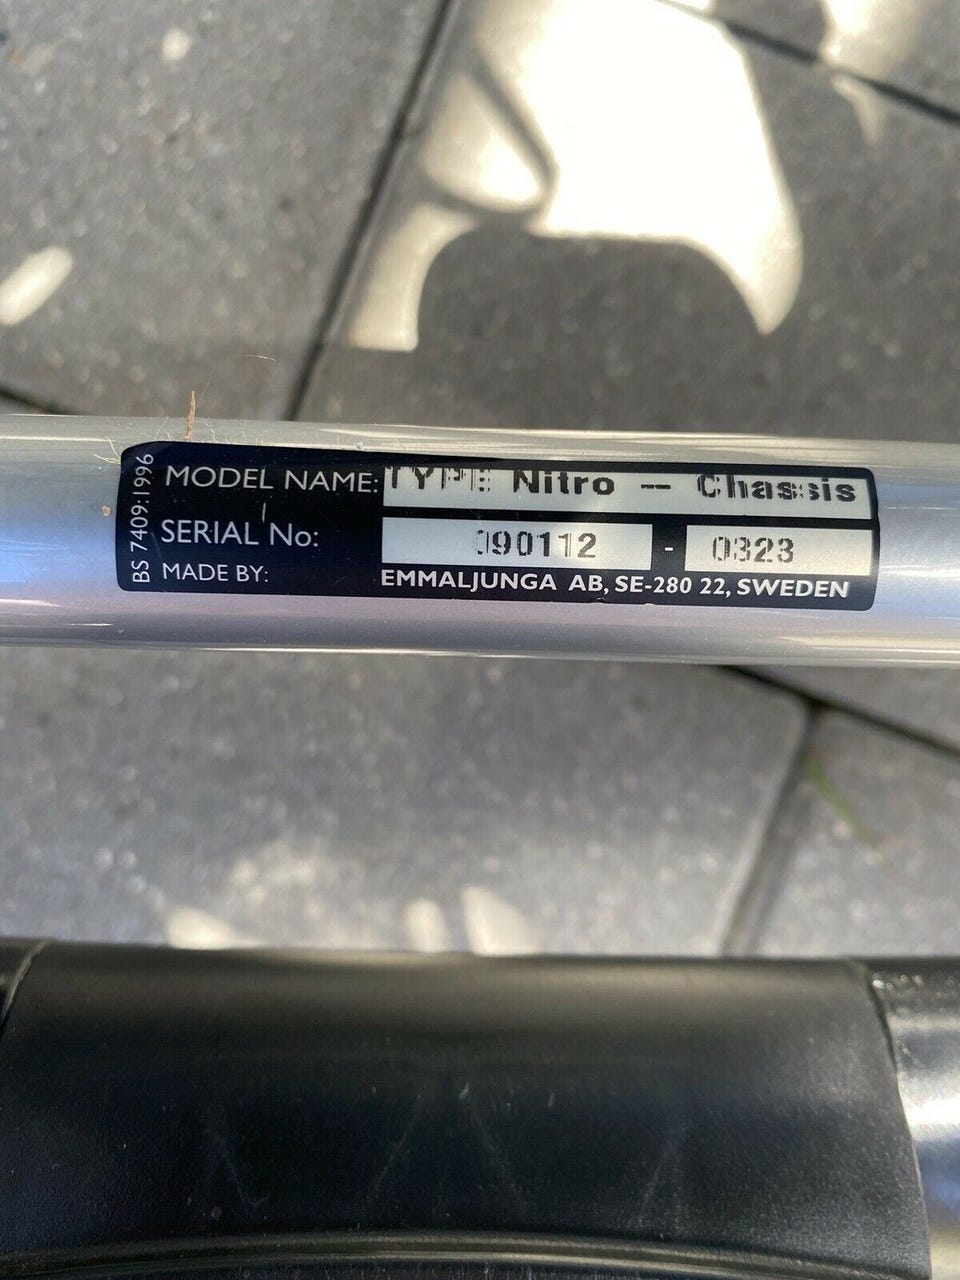 BS 7409:1996
MODEL NAME: TYPE Nitro – Chassis
SERIAL No: 090112 - 0323
MADE BY: EMMALJUNGA AB, SE-280 22, SWEDEN